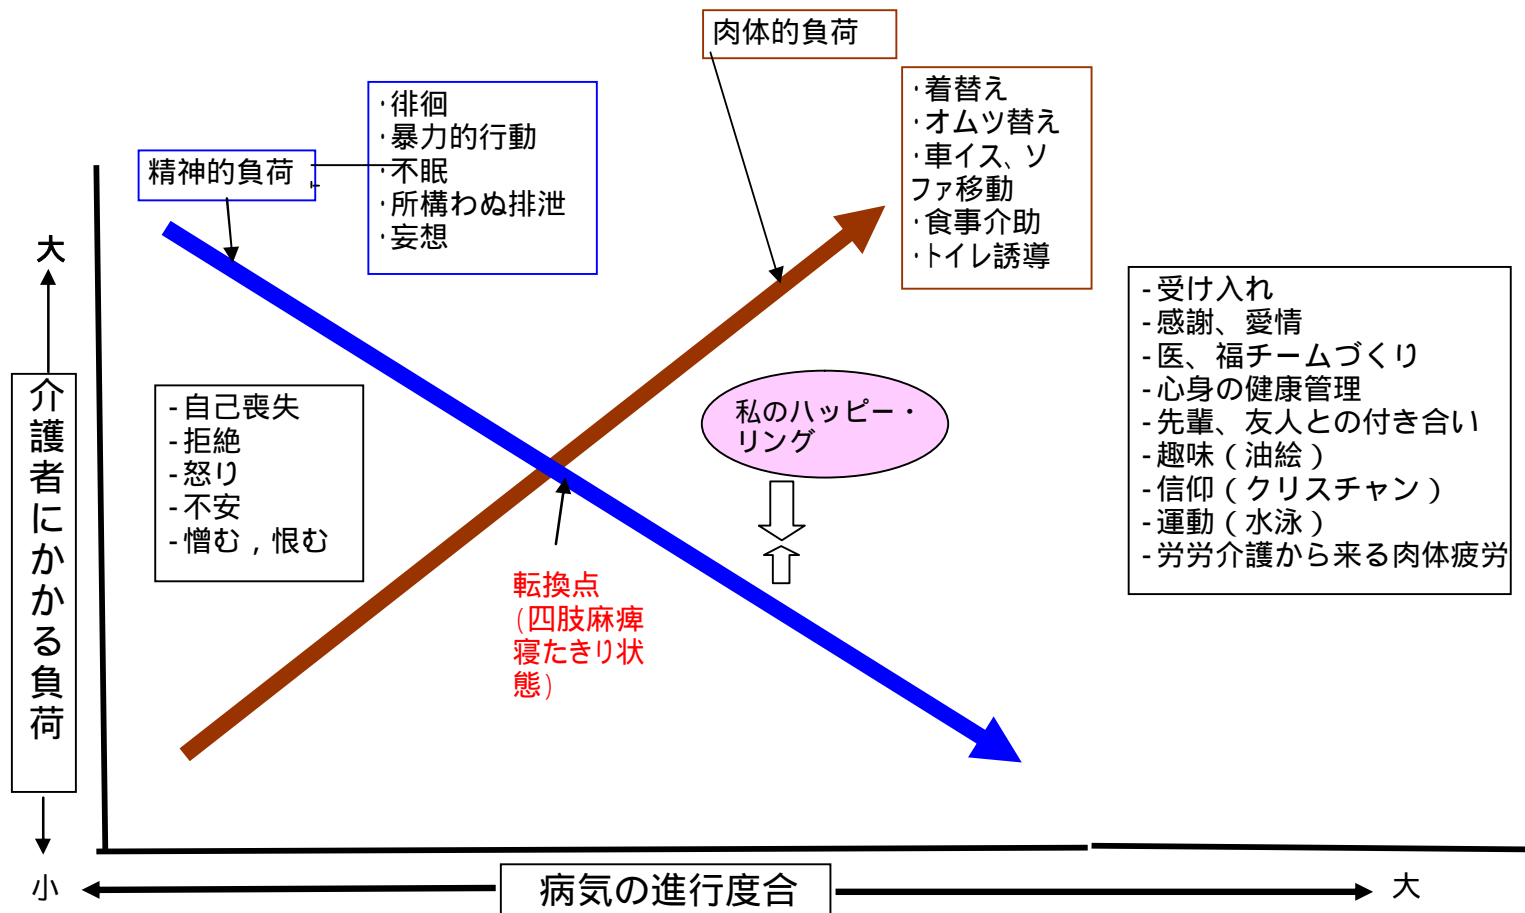 肉体的負荷
・徘徊
・暴力的行動
・不眠
・所構わぬ排泄
・妄想
精神的負荷
・着替え
・オムツ替え
・車イス、ソ
ファ移動
・食事介助
・トイレ誘導
大
介護者にかかる負荷
小
-自己喪失
-拒絶
-怒り
-不安
-憎む，恨む
私のハッピー・
リング
転換点
(四肢麻痺
寝たきり状
態)
-受け入れ
-感謝、愛情
-医、福チームづくり
-心身の健康管理
-先輩、友人との付き合い
-趣味（油絵）
-信仰（クリスチャン）
-運動（水泳）
-労労介護から来る肉体疲労
病気の進行度合
大